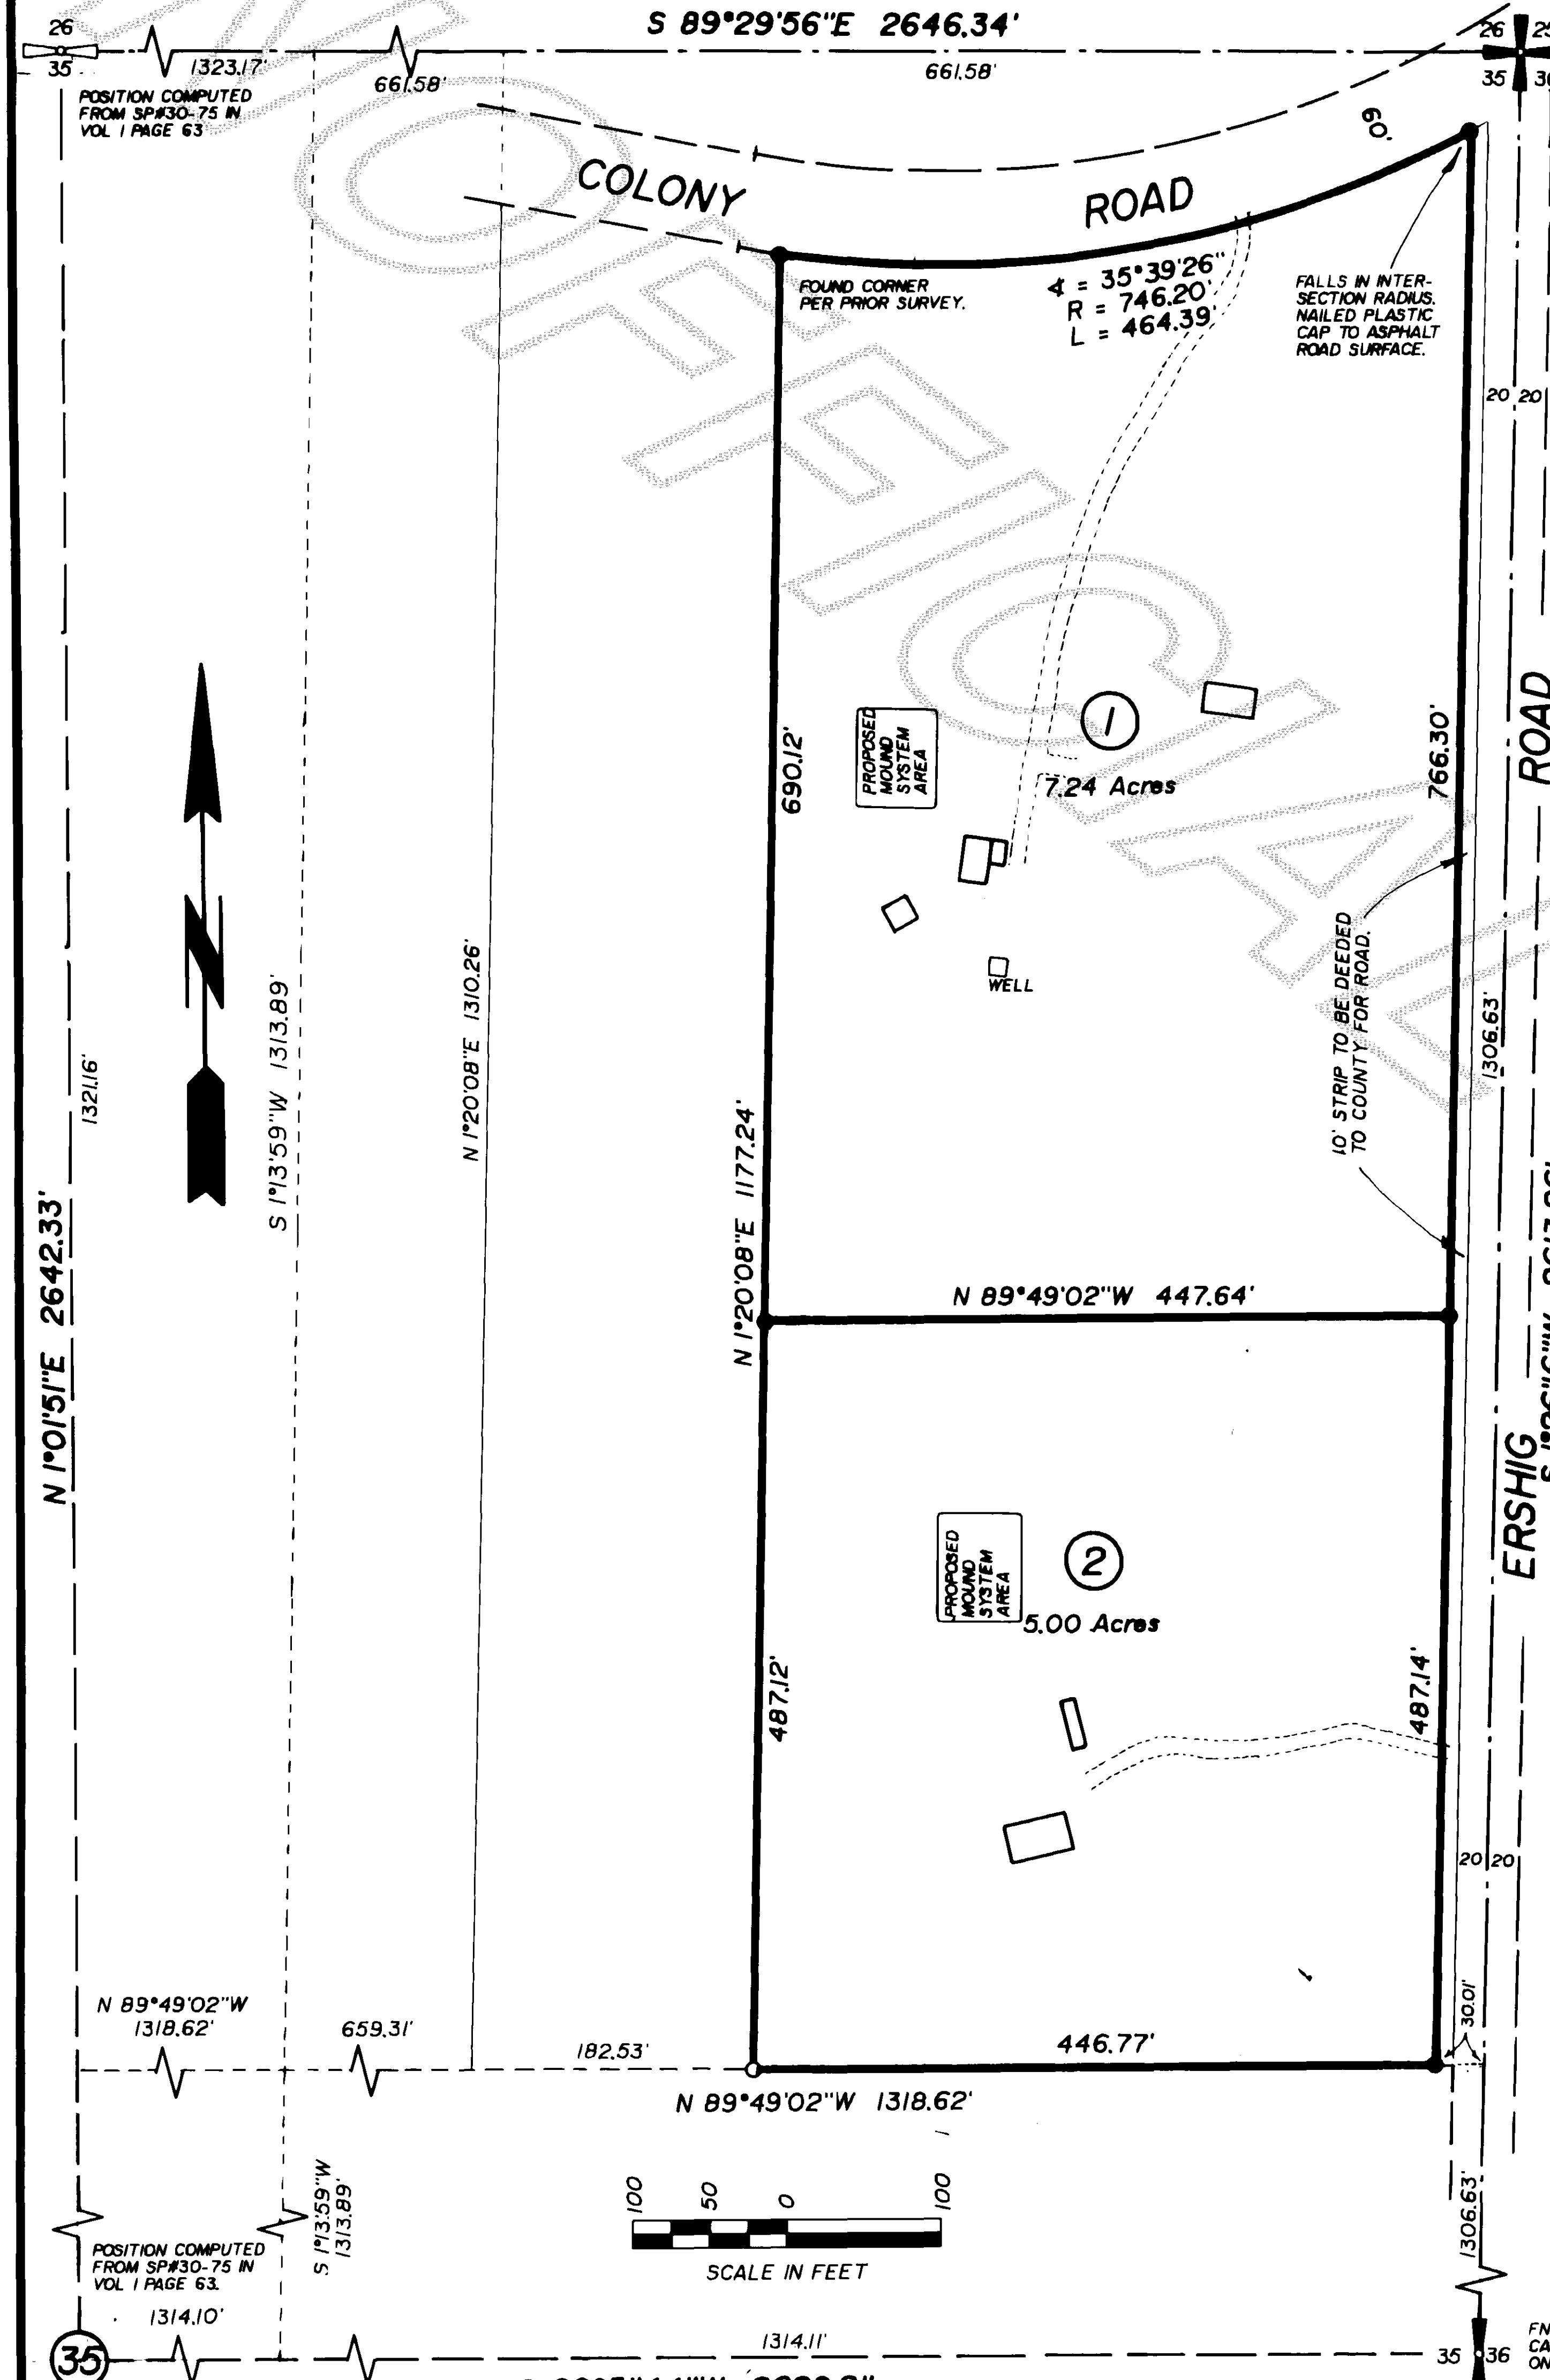 S 89°29'56"E 2646.34'
26
35
1323.17'
661.58'
661.58'
26 25
35
POSITION COMPUTED
FROM SP#30-75 IN
VOL 1 PAGE 63
60'
COLONY ROAD
FOUND CORNER
PER PRIOR SURVEY.
∡ = 35°39'26"
R = 746.20'
L = 464.39'
FALLS IN INTER-
SECTION RADIUS.
NAILED PLASTIC
CAP TO ASPHALT
ROAD SURFACE.
20 20
UNOFFICIAL
1
7.24 Acres
PROPOSED
MOUND
SYSTEM
AREA
690.12'
766.30'
WELL
10' STRIP TO BE DEEDED
TO COUNTY FOR ROAD.
1306.63'
ERSHIG ROAD
1321.16'
N 1°01'51"E 2642.33'
N
S 1°13'59"W 1313.89'
N 1°20'08"E 1310.26'
N 1°20'08"E 1177.24'
N 89°49'02"W 447.64'
PROPOSED
MOUND
SYSTEM
AREA
2
5.00 Acres
487.12'
487.14'
20 20
N 89°49'02"W
1318.62'
659.31'
182.53'
446.77'
30.01'
N 89°49'02"W 1318.62'
S 1°13'59"W
1313.89'
1306.63'
100 50 0 100
SCALE IN FEET
POSITION COMPUTED
FROM SP#30-75 IN
VOL 1 PAGE 63.
1314.10'
1314.11'
35
35 36